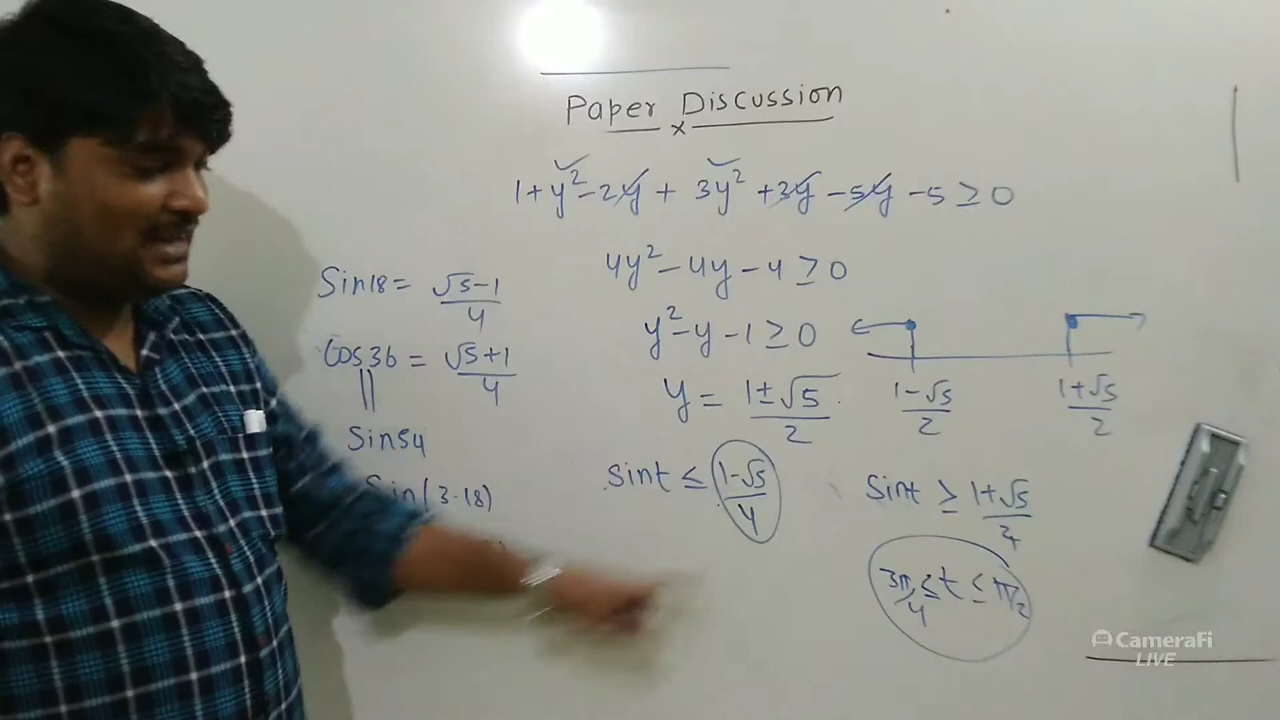 Paper Discussion
x
1+y²-2y + 3y² +3y -5y -5 ≥ 0
4y² - 4y - 4 ≥ 0
y² - y - 1 ≥ 0
y = 1±√5/2
1-√5/2
1+√5/2
Sin18 = √5-1/4
Cos36 = √5+1/4
||
Sin54
Sin(3.18)
Sint ≤ 1-√5/4
Sint ≥ 1+√5/4
3π/4 ≤ t ≤ π/2
CameraFi
LIVE